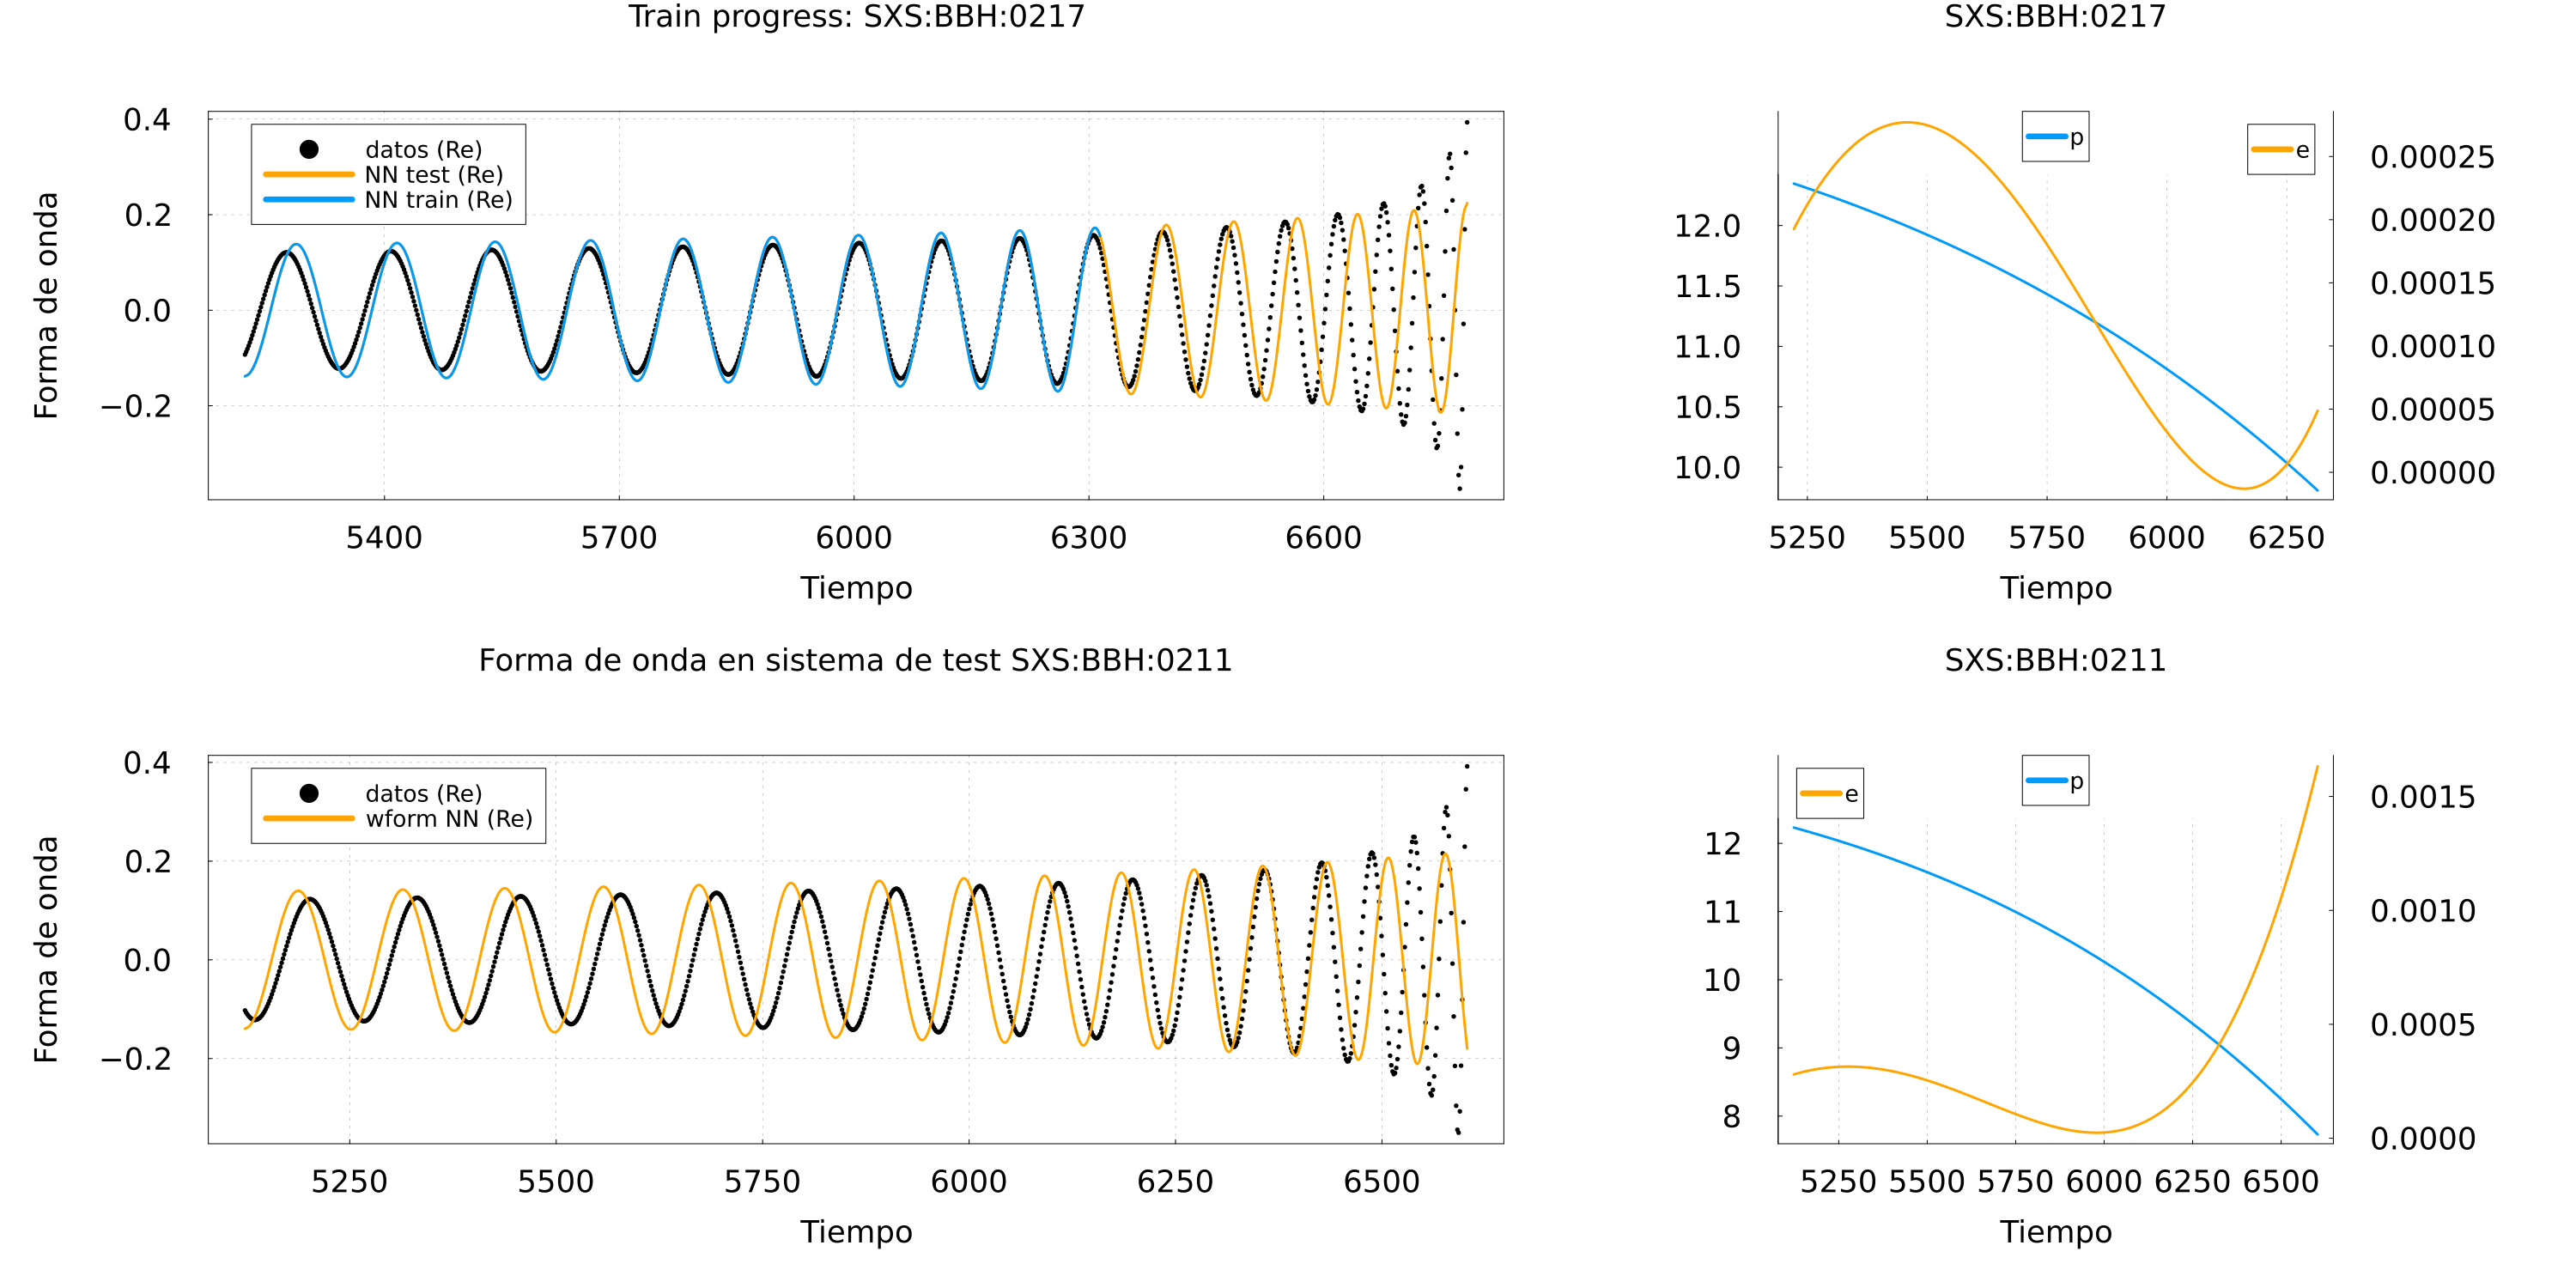 Train progress: SXS:BBH:0217
0.4
0.2
0.0
−0.2
Forma de onda
datos (Re)
NN test (Re)
NN train (Re)
5400 5700 6000 6300 6600
Tiempo
SXS:BBH:0217
p
e
12.0
11.5
11.0
10.5
10.0
0.00025
0.00020
0.00015
0.00010
0.00005
0.00000
5250 5500 5750 6000 6250
Tiempo
Forma de onda en sistema de test SXS:BBH:0211
0.4
0.2
0.0
−0.2
Forma de onda
datos (Re)
wform NN (Re)
5250 5500 5750 6000 6250 6500
Tiempo
SXS:BBH:0211
e
p
12
11
10
9
8
0.0015
0.0010
0.0005
0.0000
5250 5500 5750 6000 6250 6500
Tiempo